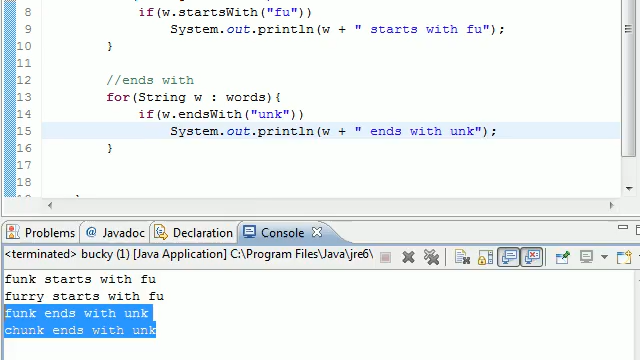 8 if(w.startsWith("fu"))
9 System.out.println(w + " starts with fu");
10 }
11
12 //ends with
13 for(String w : words){
14 if(w.endsWith("unk"))
15 System.out.println(w + " ends with unk");
16 }
17
18
Problems @ Javadoc Declaration Console
<terminated> bucky (1) [Java Application] C:\Program Files\Java\jre6\
funk starts with fu
furry starts with fu
funk ends with unk
chunk ends with unk